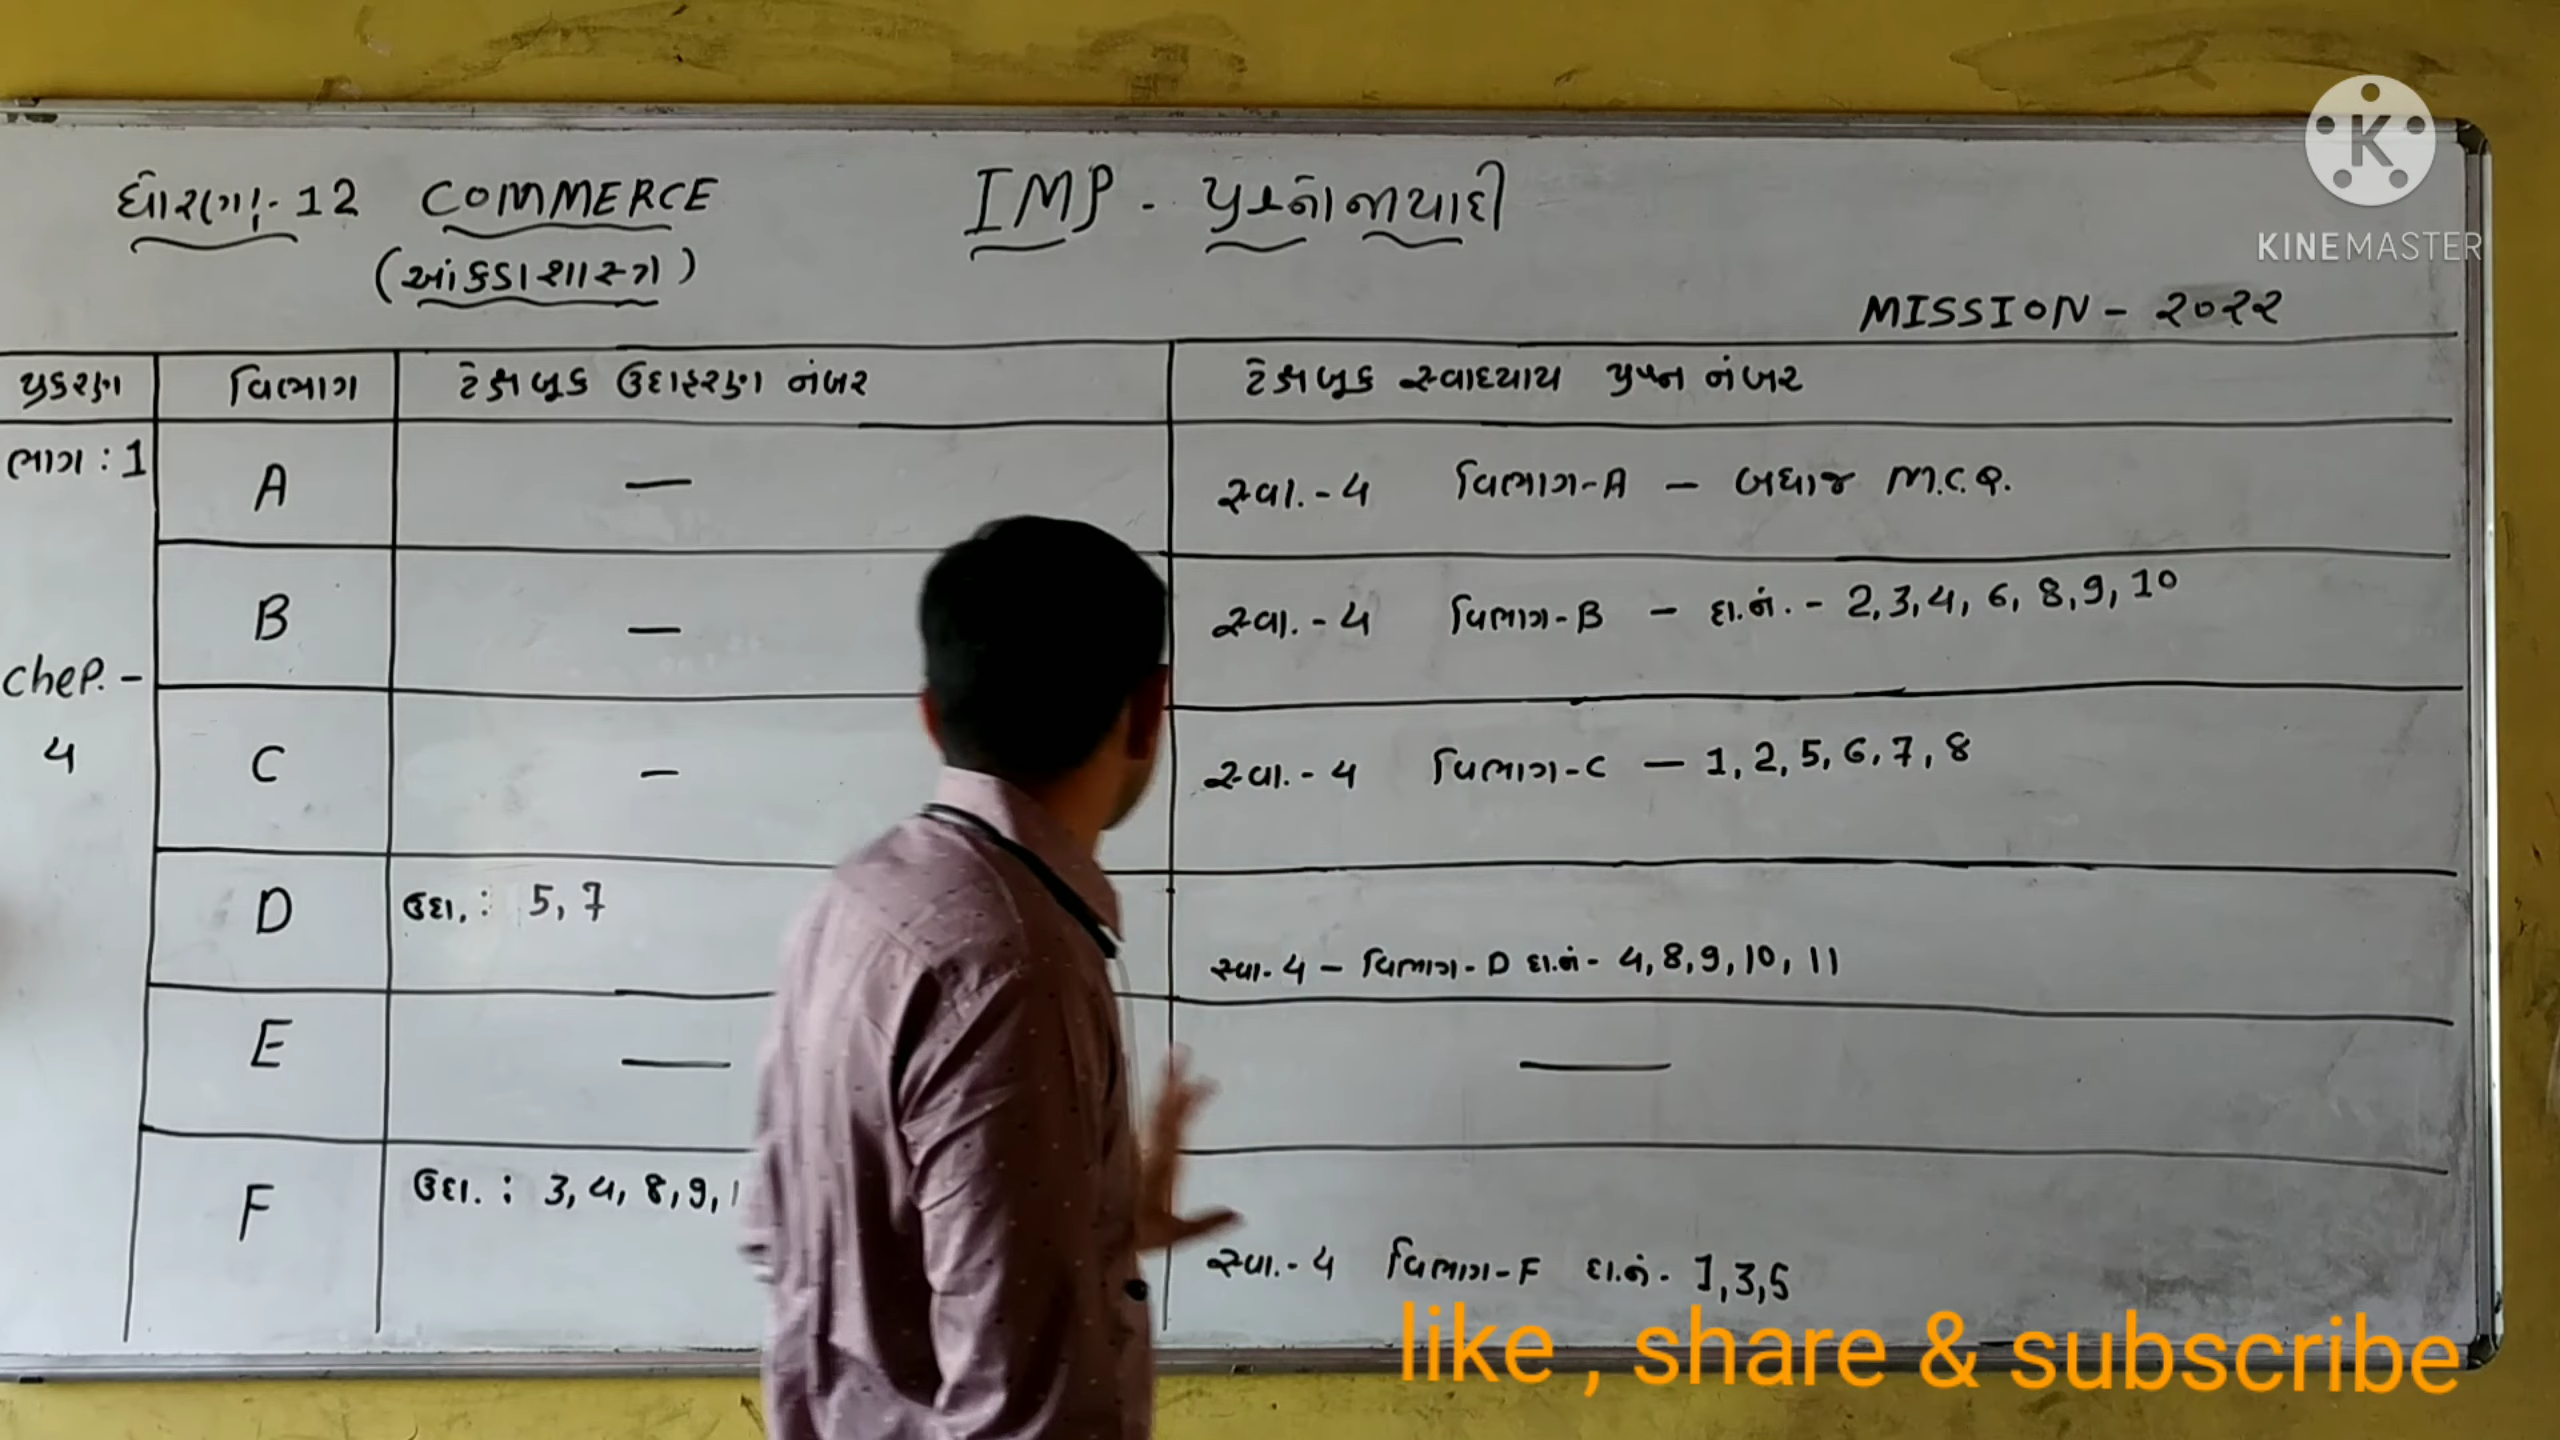 ધોરણ:-12 COMMERCE
(આંકડાશાસ્ત્ર)
IMP - પ્રશ્નોની યાદી
K
KINEMASTER
MISSION - ૨૦૨૨
પ્રકરણ વિભાગ ટેક્ષબુક ઉદાહરણ નંબર ટેક્ષબુક સ્વાધ્યાય પ્રશ્ન નંબર
ભાગ : 1 A — સ્વા.- 4 વિભાગ-A — બધાજ M.C.Q.
B — સ્વા.- 4 વિભાગ-B — દા.નં. - 2, 3, 4, 6, 8, 9, 10
CheP. - 4
C — સ્વા.- 4 વિભાગ-C — 1, 2, 5, 6, 7, 8
D ઉદા. : 5, 7 સ્વા- 4 — વિભાગ- D દા.નં- 4, 8, 9, 10, 11
E — —
F ઉદા. : 3, 4, 8, 9, સ્વા.- 4 વિભાગ-F દા.નં. - 1, 3, 5
like , share & subscribe